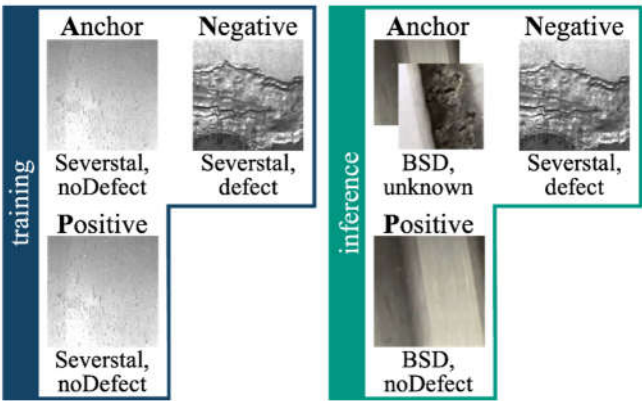 training
Anchor
Severstal,
noDefect
Negative
Severstal,
defect
Positive
Severstal,
noDefect
inference
Anchor
BSD,
unknown
Negative
Severstal,
defect
Positive
BSD,
noDefect